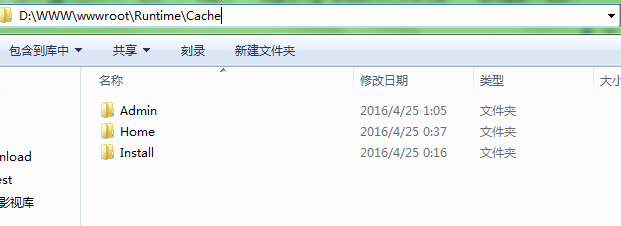 D:\WWW\wwwroot\Runtime\Cache
包含到库中 共享 刻录 新建文件夹
名称 修改日期 类型 大小
Admin 2016/4/25 1:05 文件夹
Home 2016/4/25 0:37 文件夹
Install 2016/4/25 0:16 文件夹
nload
est
影视库